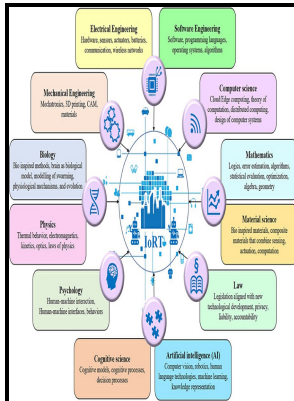 Electrical Engineering
Hardware, sensors, actuators, batteries,
communication, wireless networks
Software Engineering
Software, programming languages,
operating systems, algorithms
Mechanical Engineering
Mechatronics, 3D printing, CAM,
materials
Computer science
Cloud/Edge computing, theory of
computation, distributed computing,
design of computer systems
Biology
Bio inspired methods, brain as biological
model, modelling of swarming,
physiological mechanisms, and evolution
Mathematics
Logics, error estimation, algorithms,
statistical evaluation, optimization,
algebra, geometry
Physics
Thermal behavior, electromagnetics,
kinetics, optics, laws of physics
IoRT
Material science
Bio inspired materials, composite
materials that combine sensing,
actuation, computation
Psychology
Human-machine interaction,
Human-machine interfaces, behaviors
Law
Legislation aligned with new
technological development, privacy,
liability, accountability
Cognitive science
Cognitive models, cognitive processes,
decision processes
Artificial intelligence (AI)
Computer vision, robotics, human
language technologies, machine learning,
knowledge representation